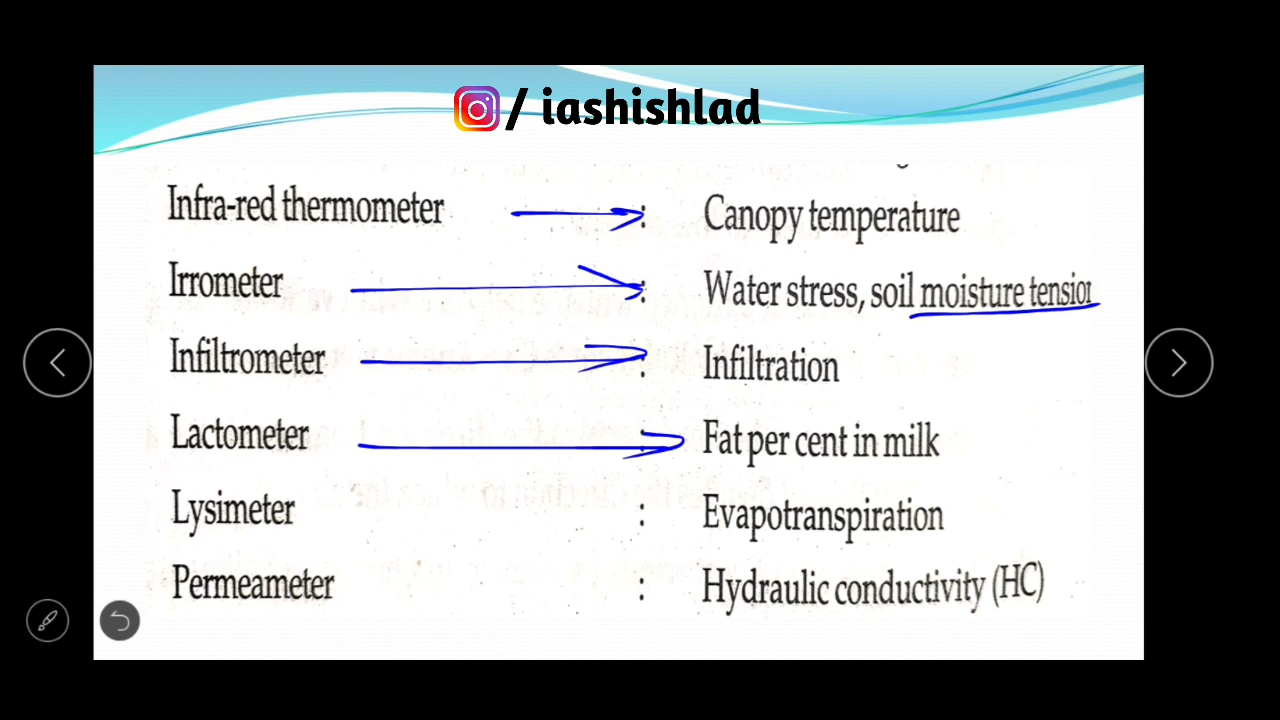 / iashishlad
Infra-red thermometer : Canopy temperature
Irrometer : Water stress, soil moisture tension
Infiltrometer : Infiltration
Lactometer : Fat per cent in milk
Lysimeter : Evapotranspiration
Permeameter : Hydraulic conductivity (HC)